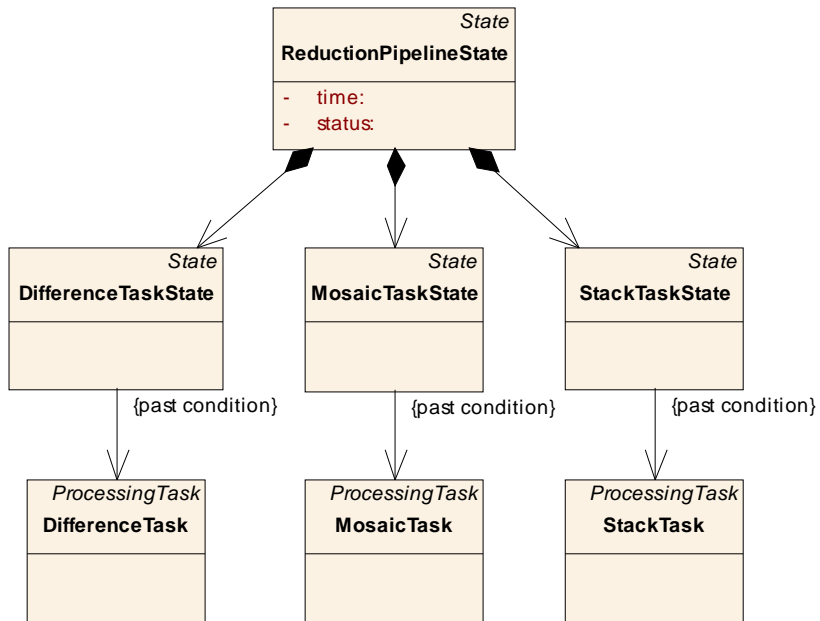 State
ReductionPipelineState
- time:
- status:
State
DifferenceTaskState
State
MosaicTaskState
State
StackTaskState
{past condition}
{past condition}
{past condition}
ProcessingTask
DifferenceTask
ProcessingTask
MosaicTask
ProcessingTask
StackTask